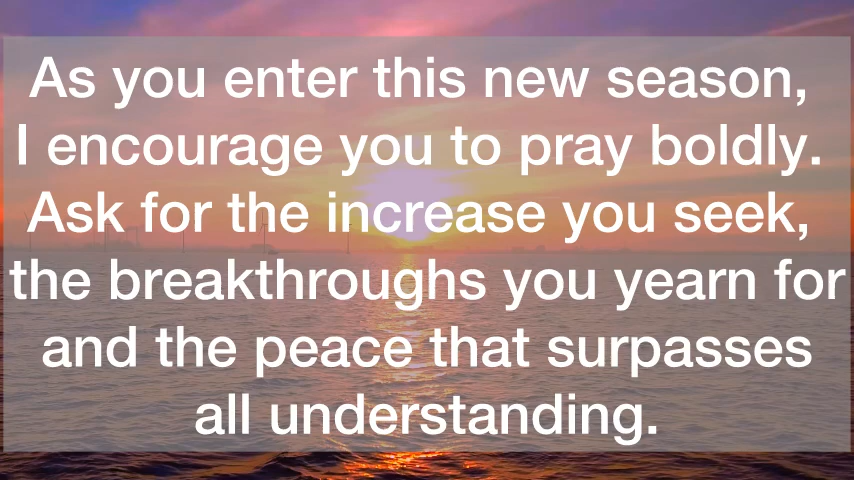 As you enter this new season,
I encourage you to pray boldly.
Ask for the increase you seek,
the breakthroughs you yearn for
and the peace that surpasses
all understanding.